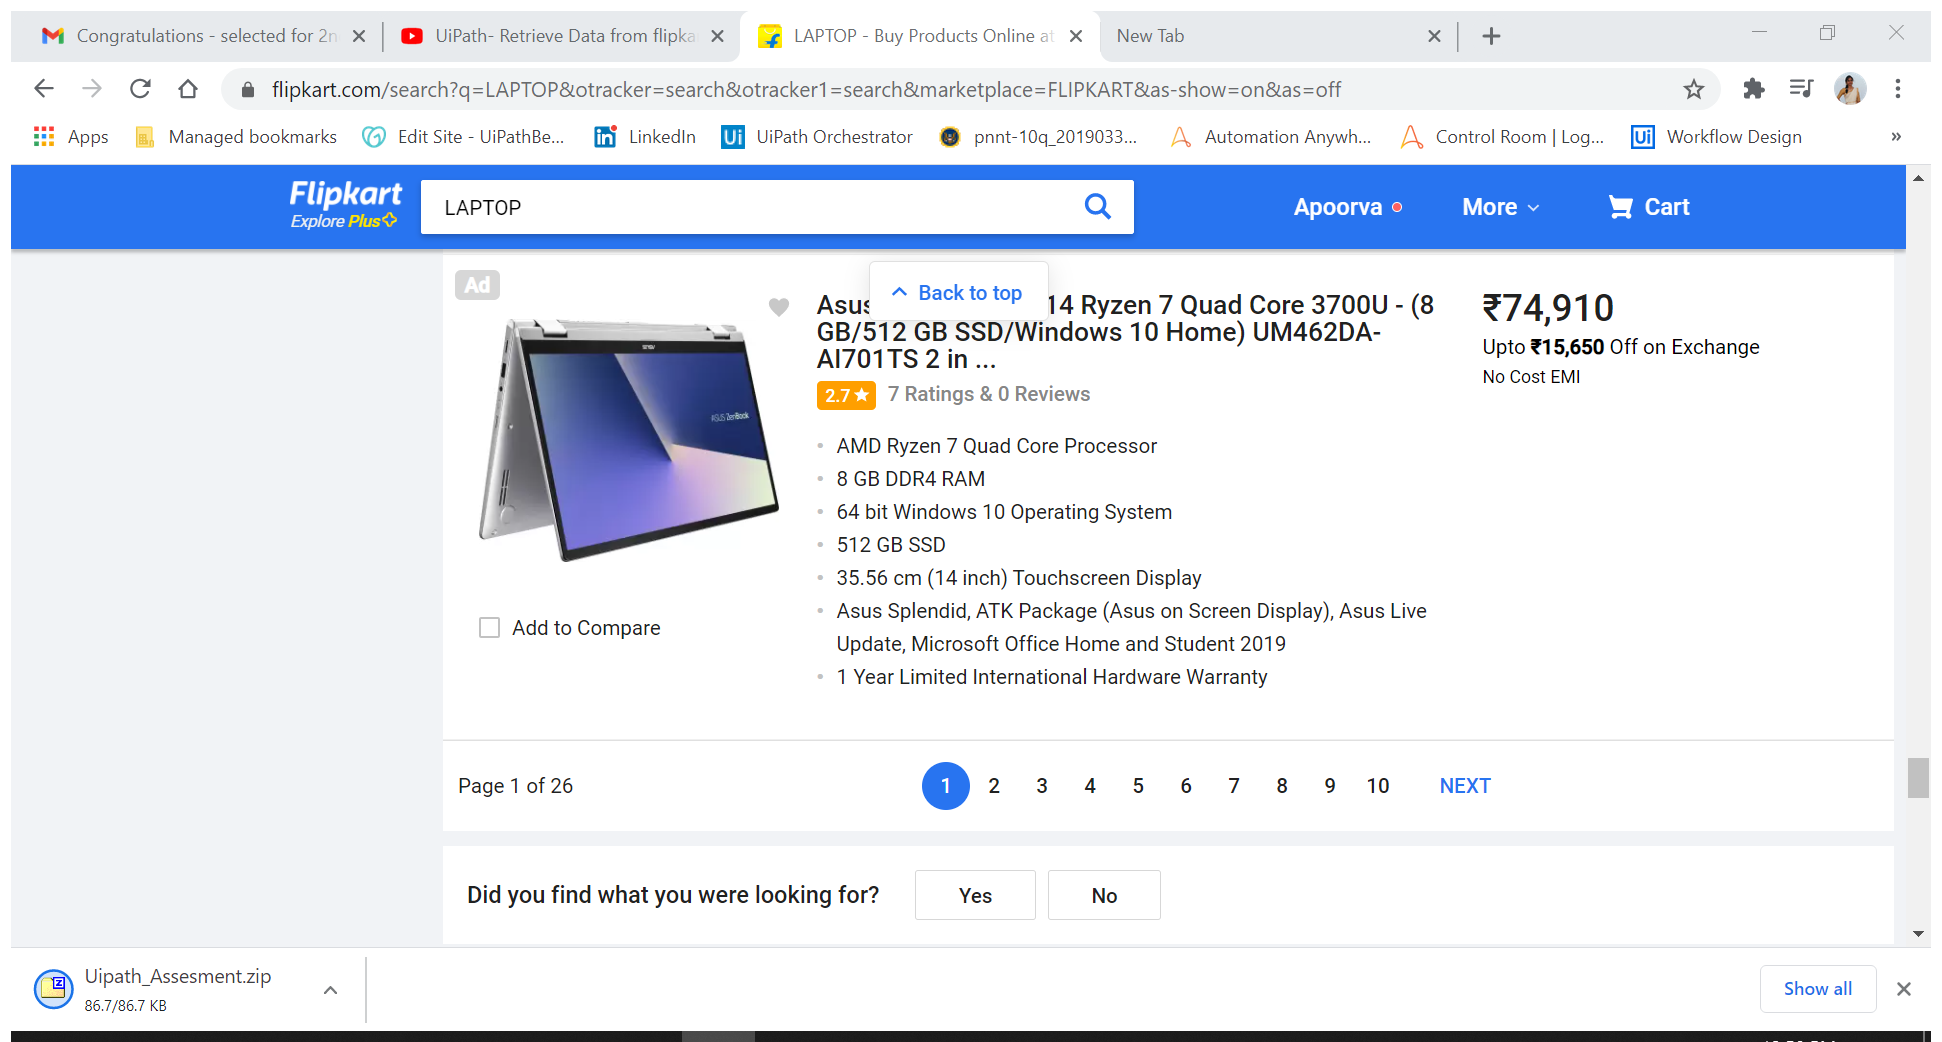 Congratulations - selected for 2n
UiPath- Retrieve Data from flipka
LAPTOP - Buy Products Online at
New Tab
flipkart.com/search?q=LAPTOP&otracker=search&otracker1=search&marketplace=FLIPKART&as-show=on&as=off
Apps
Managed bookmarks
Edit Site - UiPathBe...
LinkedIn
UiPath Orchestrator
pnnt-10q_2019033...
Automation Anywh...
Control Room | Log...
Workflow Design
Flipkart
Explore Plus
LAPTOP
Apoorva
More
Cart
Ad
Back to top
14 Ryzen 7 Quad Core 3700U - (8
GB/512 GB SSD/Windows 10 Home) UM462DA-
AI701TS 2 in ...
2.7 ★
7 Ratings & 0 Reviews
AMD Ryzen 7 Quad Core Processor
8 GB DDR4 RAM
64 bit Windows 10 Operating System
512 GB SSD
35.56 cm (14 inch) Touchscreen Display
Asus Splendid, ATK Package (Asus on Screen Display), Asus Live
Update, Microsoft Office Home and Student 2019
1 Year Limited International Hardware Warranty
₹74,910
Upto ₹15,650 Off on Exchange
No Cost EMI
ASUS ZenBook
Add to Compare
Page 1 of 26
1 2 3 4 5 6 7 8 9 10 NEXT
Did you find what you were looking for?
Yes
No
Uipath_Assesment.zip
86.7/86.7 KB
Show all